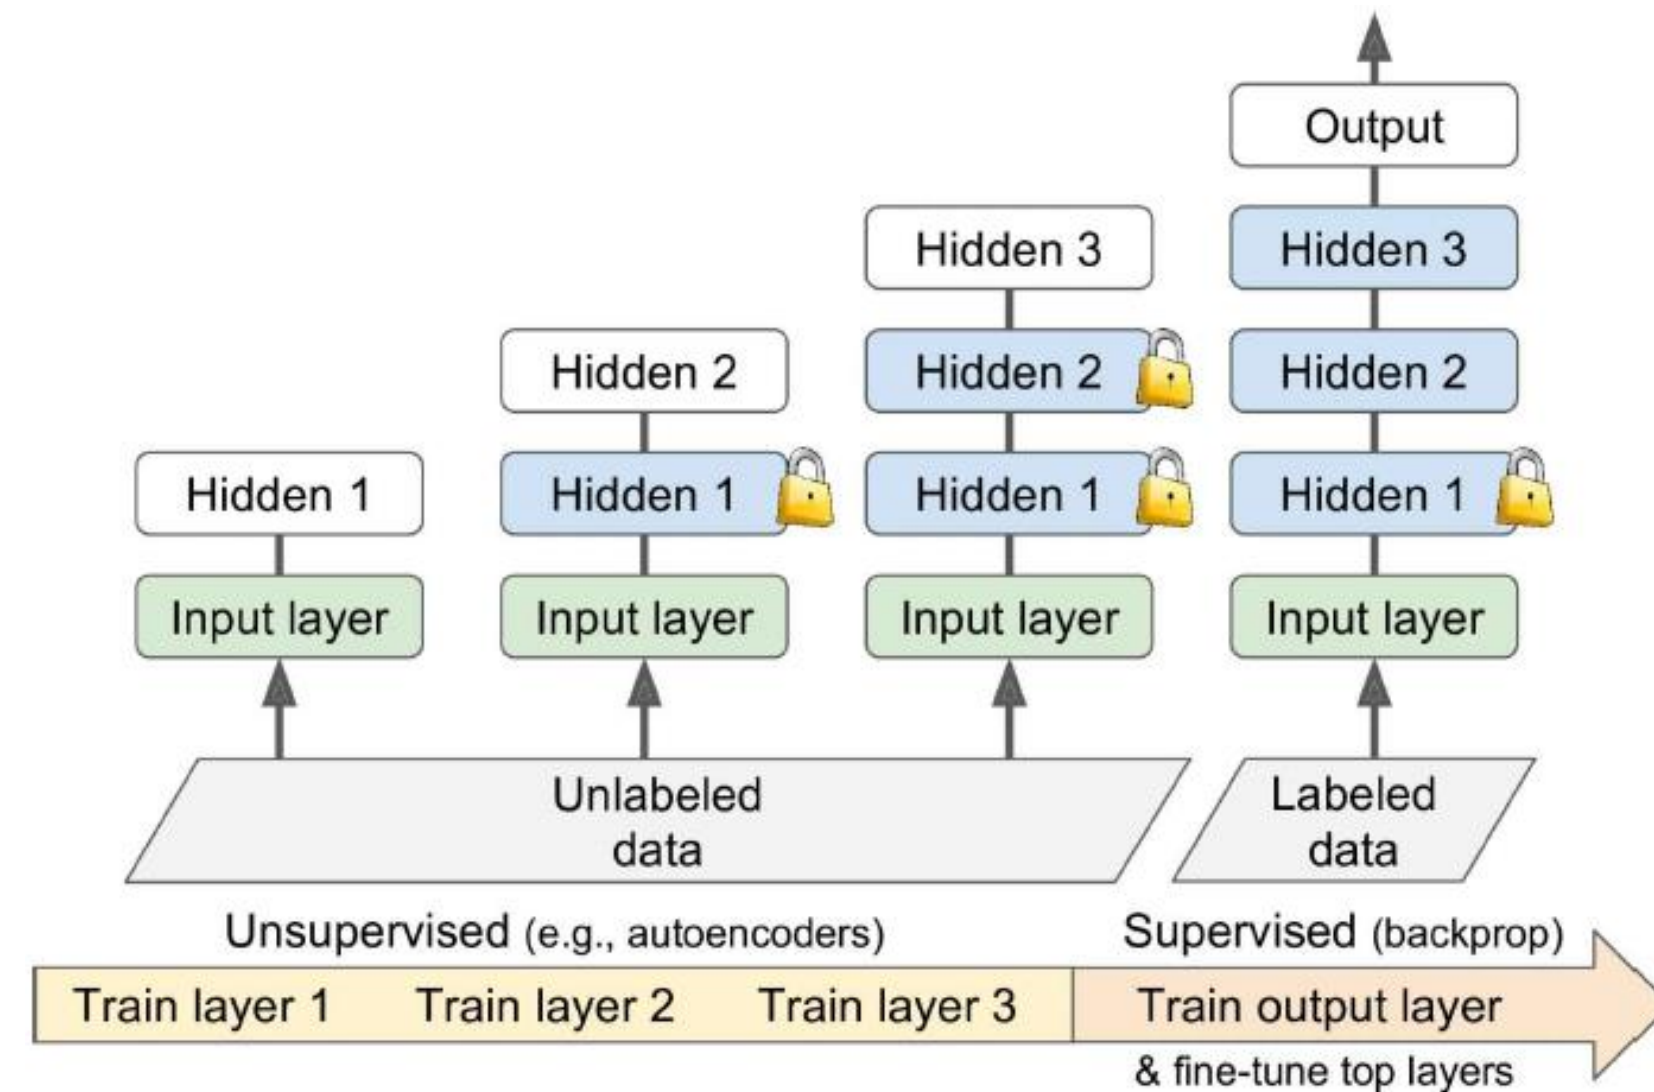 Output
Hidden 3
Hidden 3
Hidden 2
Hidden 2
Hidden 2
Hidden 1
Hidden 1
Hidden 1
Hidden 1
Input layer
Input layer
Input layer
Input layer
Unlabeled
data
Labeled
data
Unsupervised (e.g., autoencoders)
Supervised (backprop)
Train layer 1
Train layer 2
Train layer 3
Train output layer
& fine-tune top layers